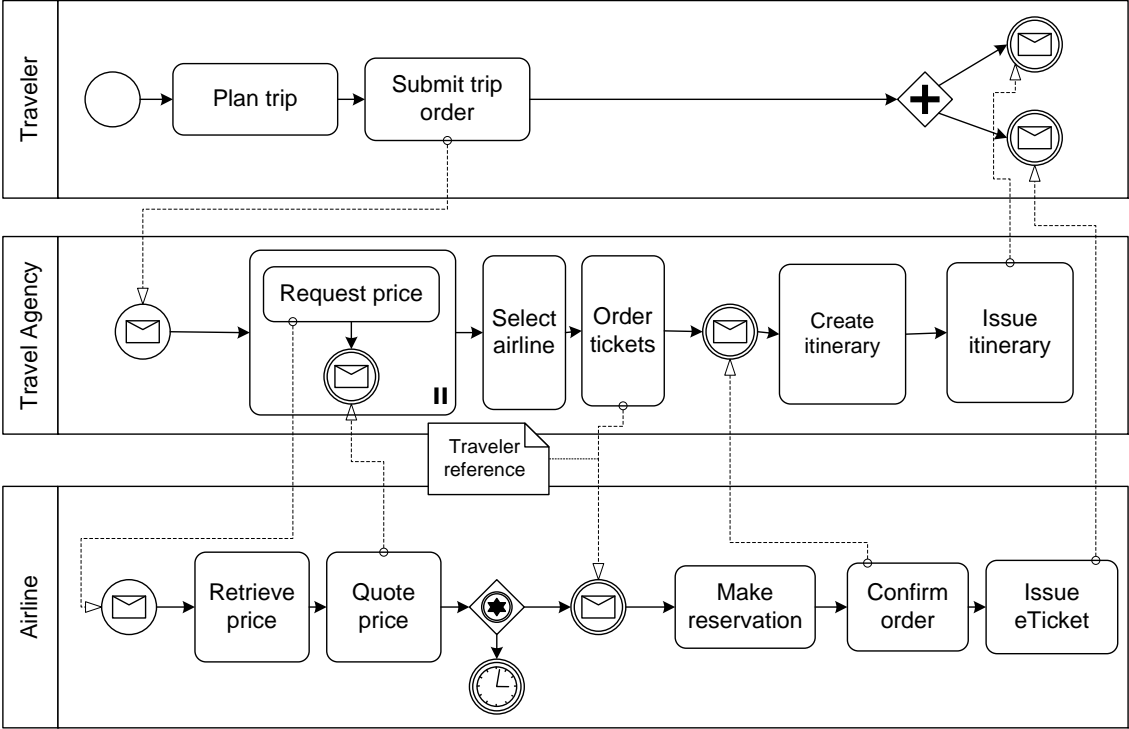 Traveler
Plan trip
Submit trip
order
Travel Agency
Request price
Select
airline
Order
tickets
Create
itinerary
Issue
itinerary
Traveler
reference
Airline
Retrieve
price
Quote
price
Make
reservation
Confirm
order
Issue
eTicket